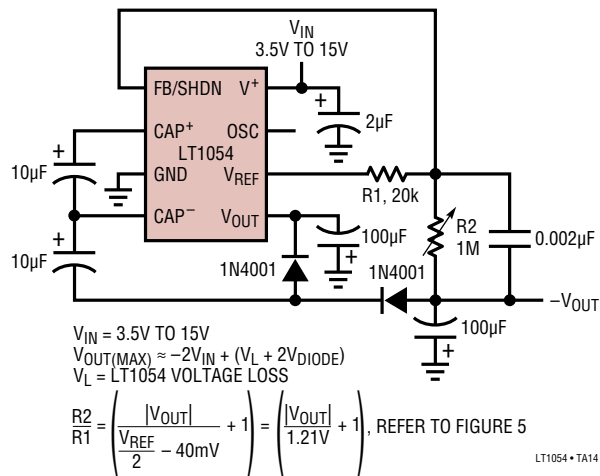 V_IN
3.5V TO 15V
FB/SHDN V⁺
CAP⁺ OSC
LT1054
GND V_REF
CAP⁻ V_OUT
+
2µF
+
10µF
R1, 20k
R2
1M
0.002µF
+
10µF
100µF
+
1N4001
1N4001
–V_OUT
100µF
+
V_IN = 3.5V TO 15V
V_OUT(MAX) ≈ –2V_IN + (V_L + 2V_DIODE)
V_L = LT1054 VOLTAGE LOSS
R2/R1 = (|V_OUT| / (V_REF/2 – 40mV) + 1) = (|V_OUT|/1.21V + 1), REFER TO FIGURE 5
LT1054 • TA14